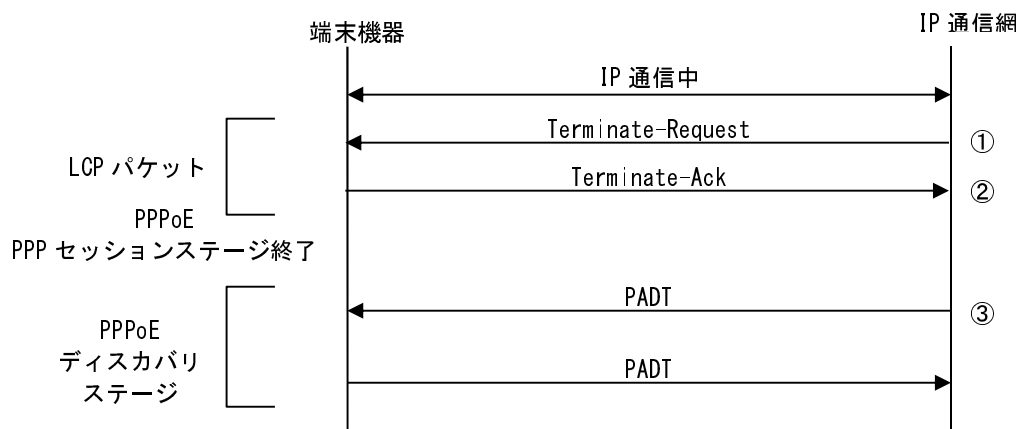 端末機器
IP 通信網
IP 通信中
Terminate-Request
①
LCP パケット
Terminate-Ack
②
PPPoE
PPP セッションステージ終了
PADT
③
PPPoE
ディスカバリ
ステージ
PADT